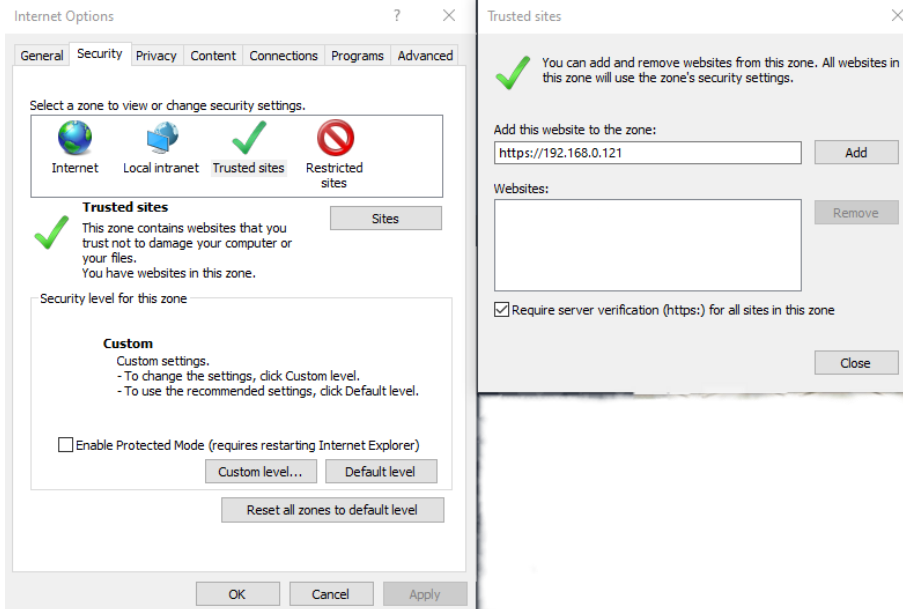 Internet Options
?
General Security Privacy Content Connections Programs Advanced
Select a zone to view or change security settings.
Internet
Local intranet
Trusted sites
Restricted
sites
Trusted sites
This zone contains websites that you
trust not to damage your computer or
your files.
You have websites in this zone.
Sites
Security level for this zone
Custom
Custom settings.
- To change the settings, click Custom level.
- To use the recommended settings, click Default level.
Enable Protected Mode (requires restarting Internet Explorer)
Custom level...
Default level
Reset all zones to default level
OK
Cancel
Apply
Trusted sites
You can add and remove websites from this zone. All websites in
this zone will use the zone's security settings.
Add this website to the zone:
https://192.168.0.121
Add
Websites:
Remove
Require server verification (https:) for all sites in this zone
Close